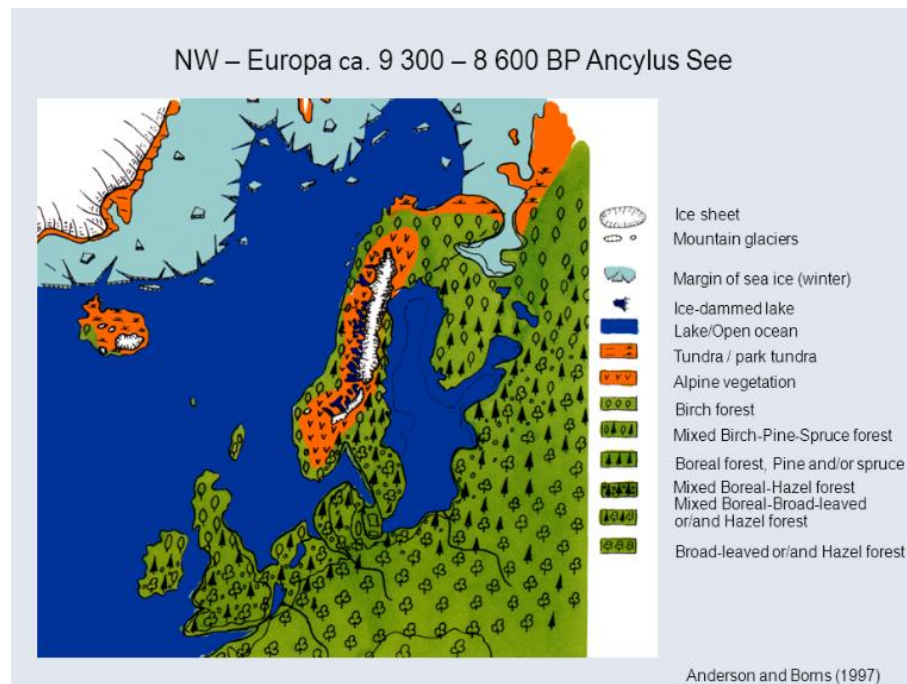 NW – Europa ca. 9 300 – 8 600 BP Ancylus See
Ice sheet
Mountain glaciers
Margin of sea ice (winter)
Ice-dammed lake
Lake/Open ocean
Tundra / park tundra
Alpine vegetation
Birch forest
Mixed Birch-Pine-Spruce forest
Boreal forest, Pine and/or spruce
Mixed Boreal-Hazel forest
Mixed Boreal-Broad-leaved
or/and Hazel forest
Broad-leaved or/and Hazel forest
Anderson and Borns (1997)